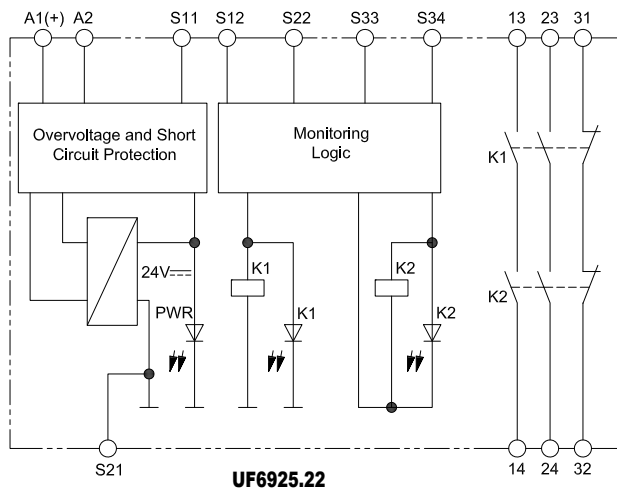 A1(+) A2 S11 S12 S22 S33 S34 13 23 31
Overvoltage and Short
Circuit Protection
Monitoring
Logic
K1
24V
K1
K2
PWR
K1
K2
K2
S21
14 24 32
UF6925.22